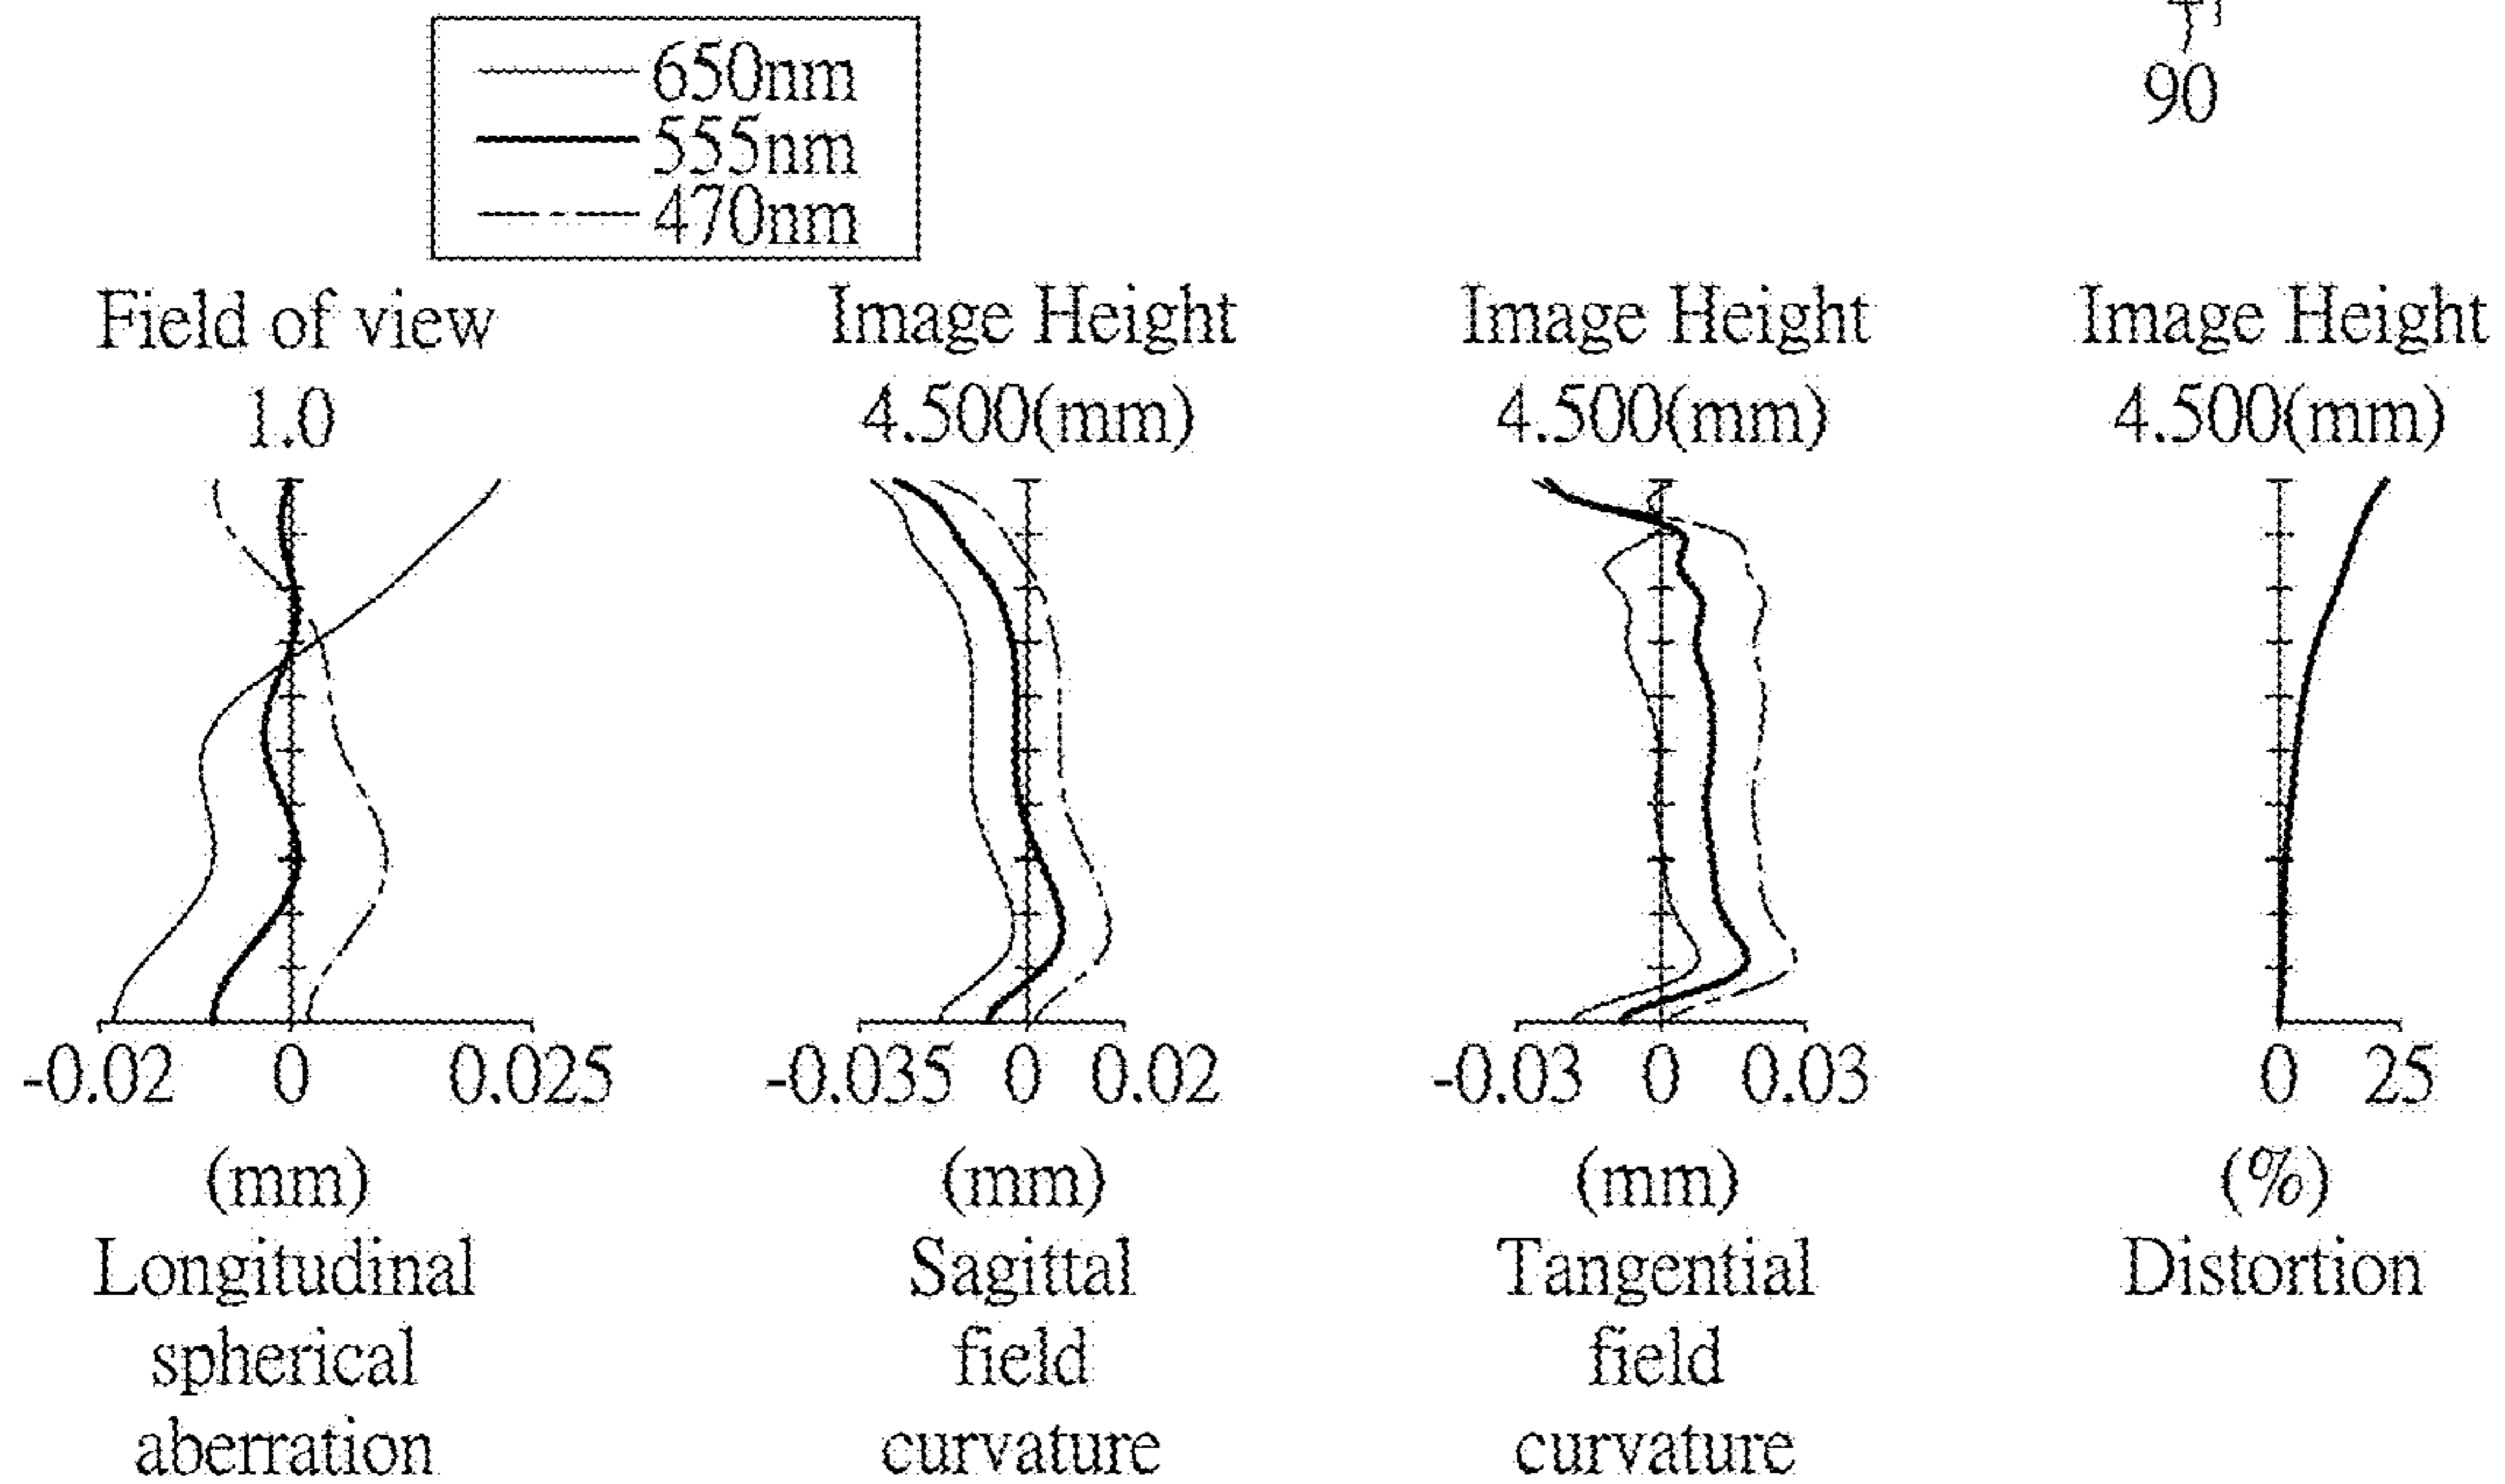 650nm
555nm
470nm
90
Field of view
1.0
-0.02 0 0.025
(mm)
Longitudinal
spherical
aberration
Image Height
4.500(mm)
-0.035 0 0.02
(mm)
Sagittal
field
curvature
Image Height
4.500(mm)
-0.03 0 0.03
(mm)
Tangential
field
curvature
Image Height
4.500(mm)
0 25
(%)
Distortion